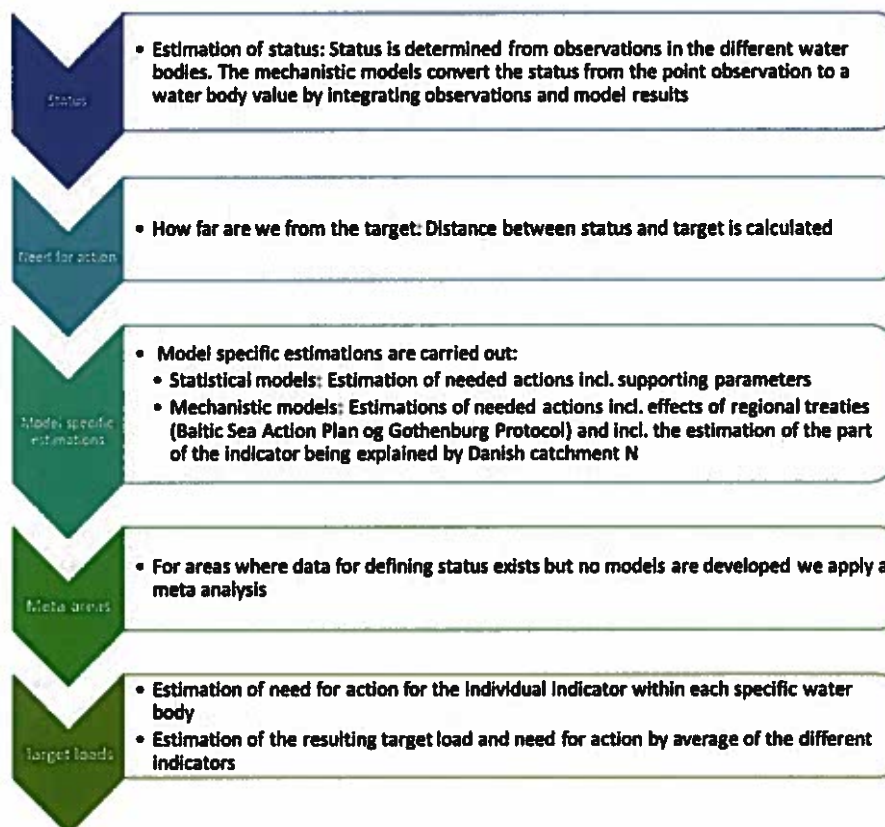 Status
• Estimation of status: Status is determined from observations in the different water
bodies. The mechanistic models convert the status from the point observation to a
water body value by integrating observations and model results
Need for action
• How far are we from the target: Distance between status and target is calculated
Model specific
estimations
• Model specific estimations are carried out:
• Statistical models: Estimation of needed actions incl. supporting parameters
• Mechanistic models: Estimations of needed actions incl. effects of regional treaties
(Baltic Sea Action Plan og Gothenburg Protocol) and incl. the estimation of the part
of the indicator being explained by Danish catchment N
Meta areas
• For areas where data for defining status exists but no models are developed we apply a
meta analysis
Target loads
• Estimation of need for action for the individual indicator within each specific water
body
• Estimation of the resulting target load and need for action by average of the different
indicators